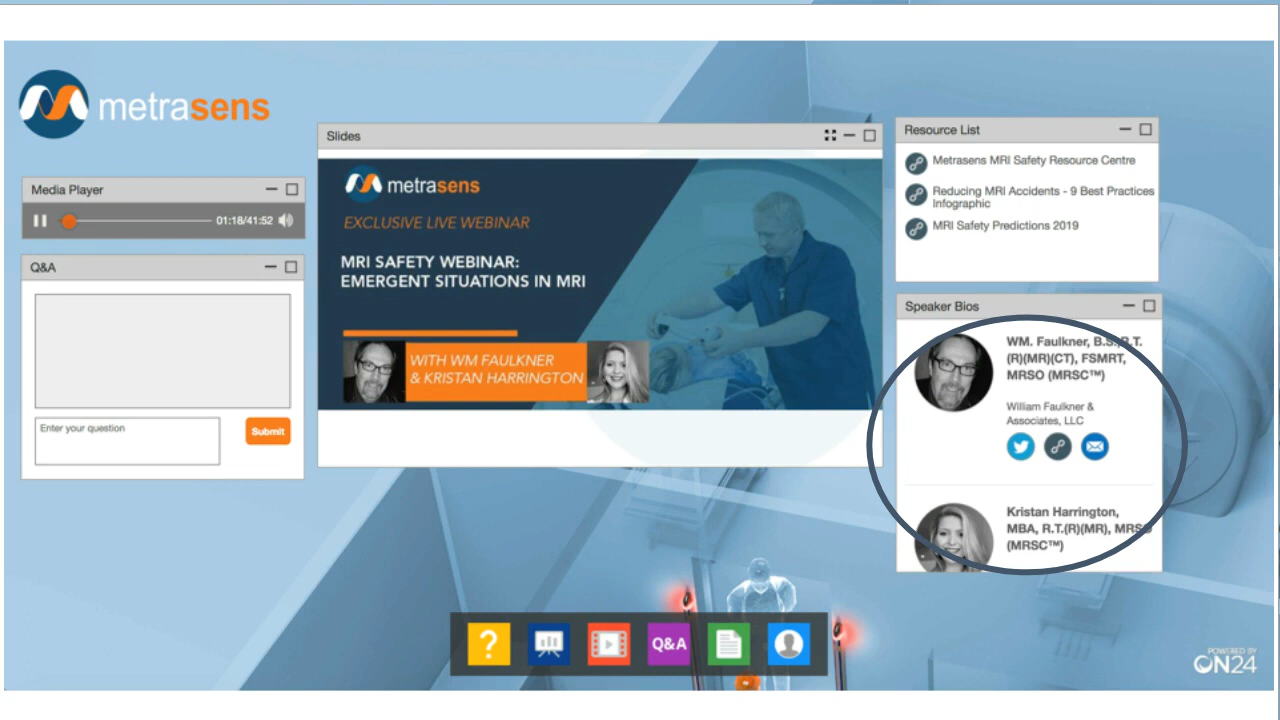 metrasens
Media Player
01:18/41:52
Q&A
Enter your question
Submit
Slides
metrasens
EXCLUSIVE LIVE WEBINAR
MRI SAFETY WEBINAR:
EMERGENT SITUATIONS IN MRI
WITH WM FAULKNER
& KRISTAN HARRINGTON
Resource List
Metrasens MRI Safety Resource Centre
Reducing MRI Accidents - 9 Best Practices
Infographic
MRI Safety Predictions 2019
Speaker Bios
WM. Faulkner, B.S.,R.T.
(R)(MR)(CT), FSMRT,
MRSO (MRSC™)
William Faulkner &
Associates, LLC
Kristan Harrington,
MBA, R.T.(R)(MR), MRSO
(MRSC™)
?
Q&A
POWERED BY
ON24